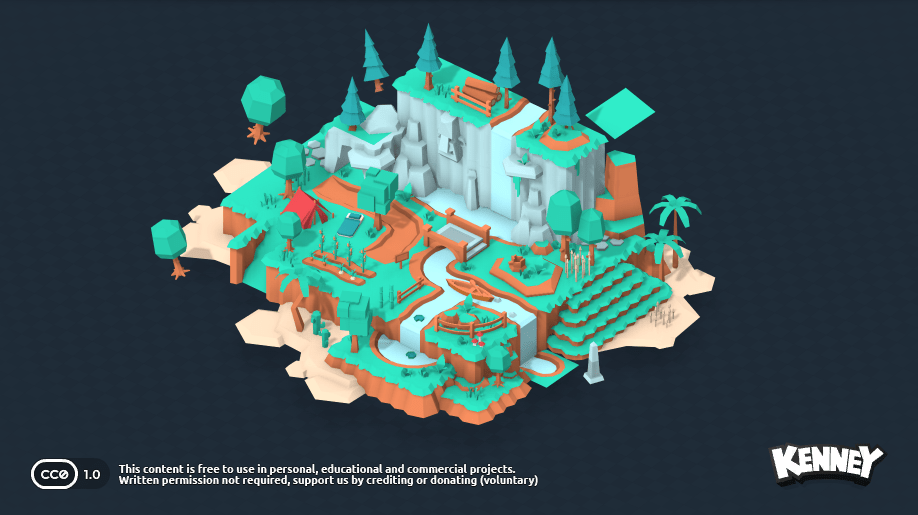 CC0 1.0
This content is free to use in personal, educational and commercial projects.
Written permission not required, support us by crediting or donating (voluntary)
KENNEY